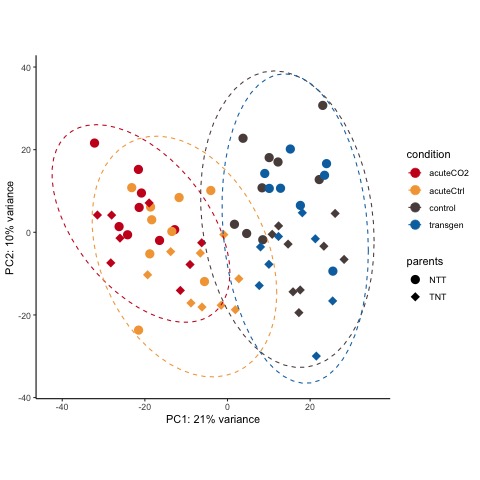 40
20
0
-20
-40
PC2: 10% variance
-40
-20
0
20
PC1: 21% variance
condition
acuteCO2
acuteCtrl
control
transgen
parents
NTT
TNT